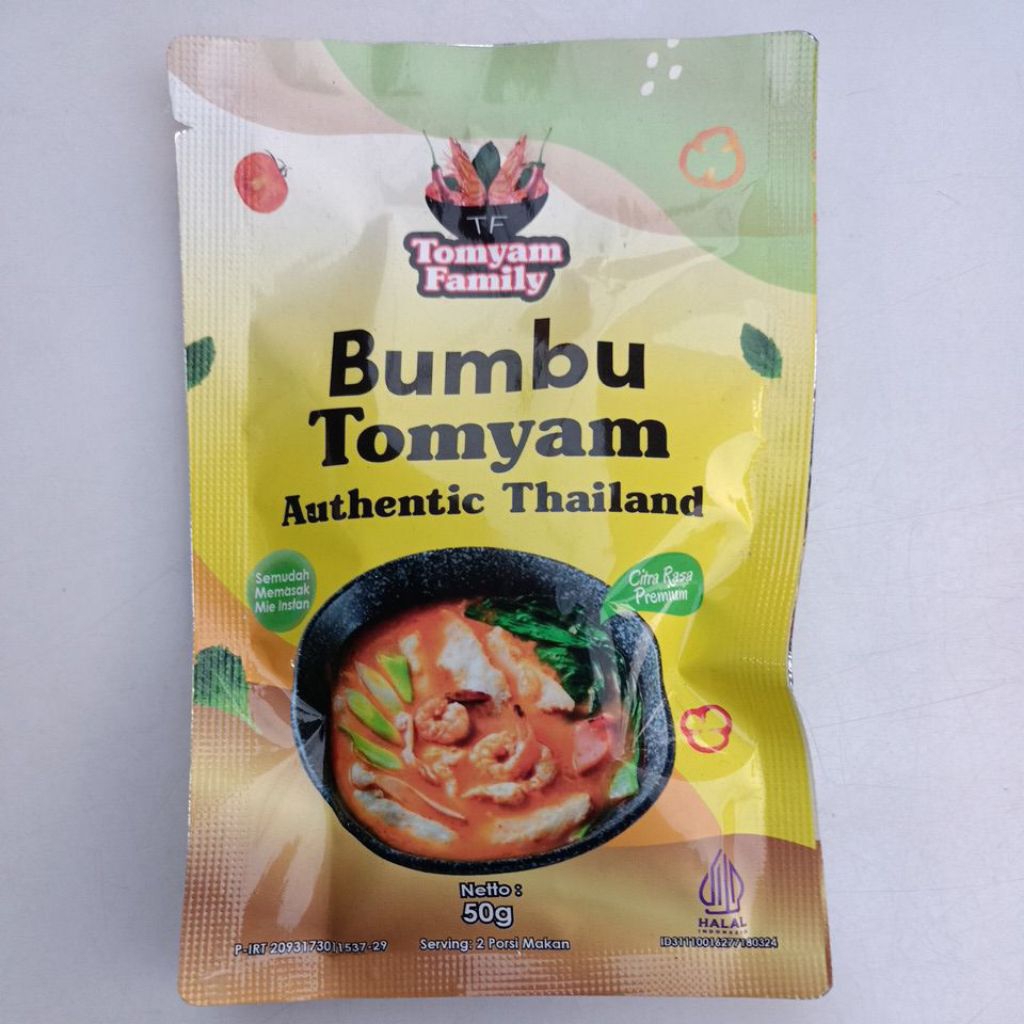 TF
Tomyam
Family
Bumbu
Tomyam
Authentic Thailand
Semudah
Memasak
Mie Instan
Citra Rasa
Premium
Netto :
50g
Serving: 2 Porsi Makan
P-IRT 2093173011537-29
HALAL
INDONESIA
ID31110016277180324